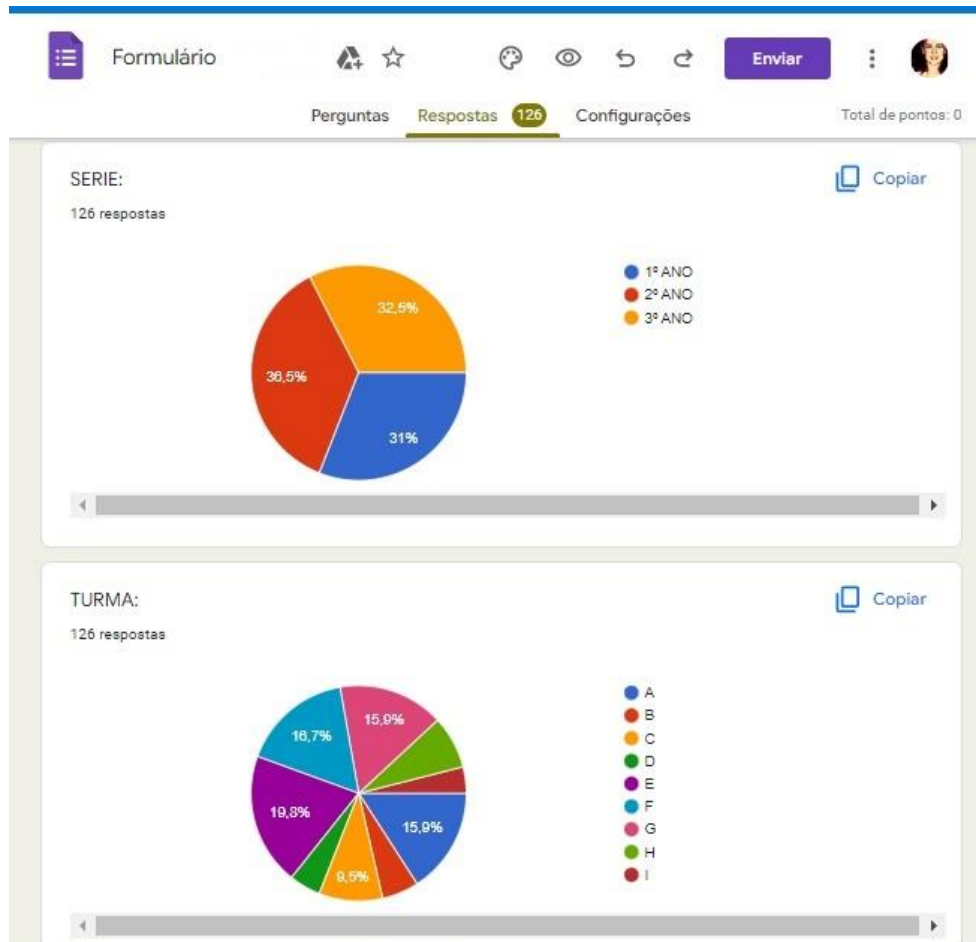 Formulário
Enviar
Perguntas Respostas 126 Configurações Total de pontos: 0
SERIE:
Copiar
126 respostas
1º ANO
2º ANO
3º ANO
32,5%
36,5%
31%
TURMA:
Copiar
126 respostas
A
B
C
D
E
F
G
H
I
15,9%
16,7%
19,8%
15,9%
9,5%